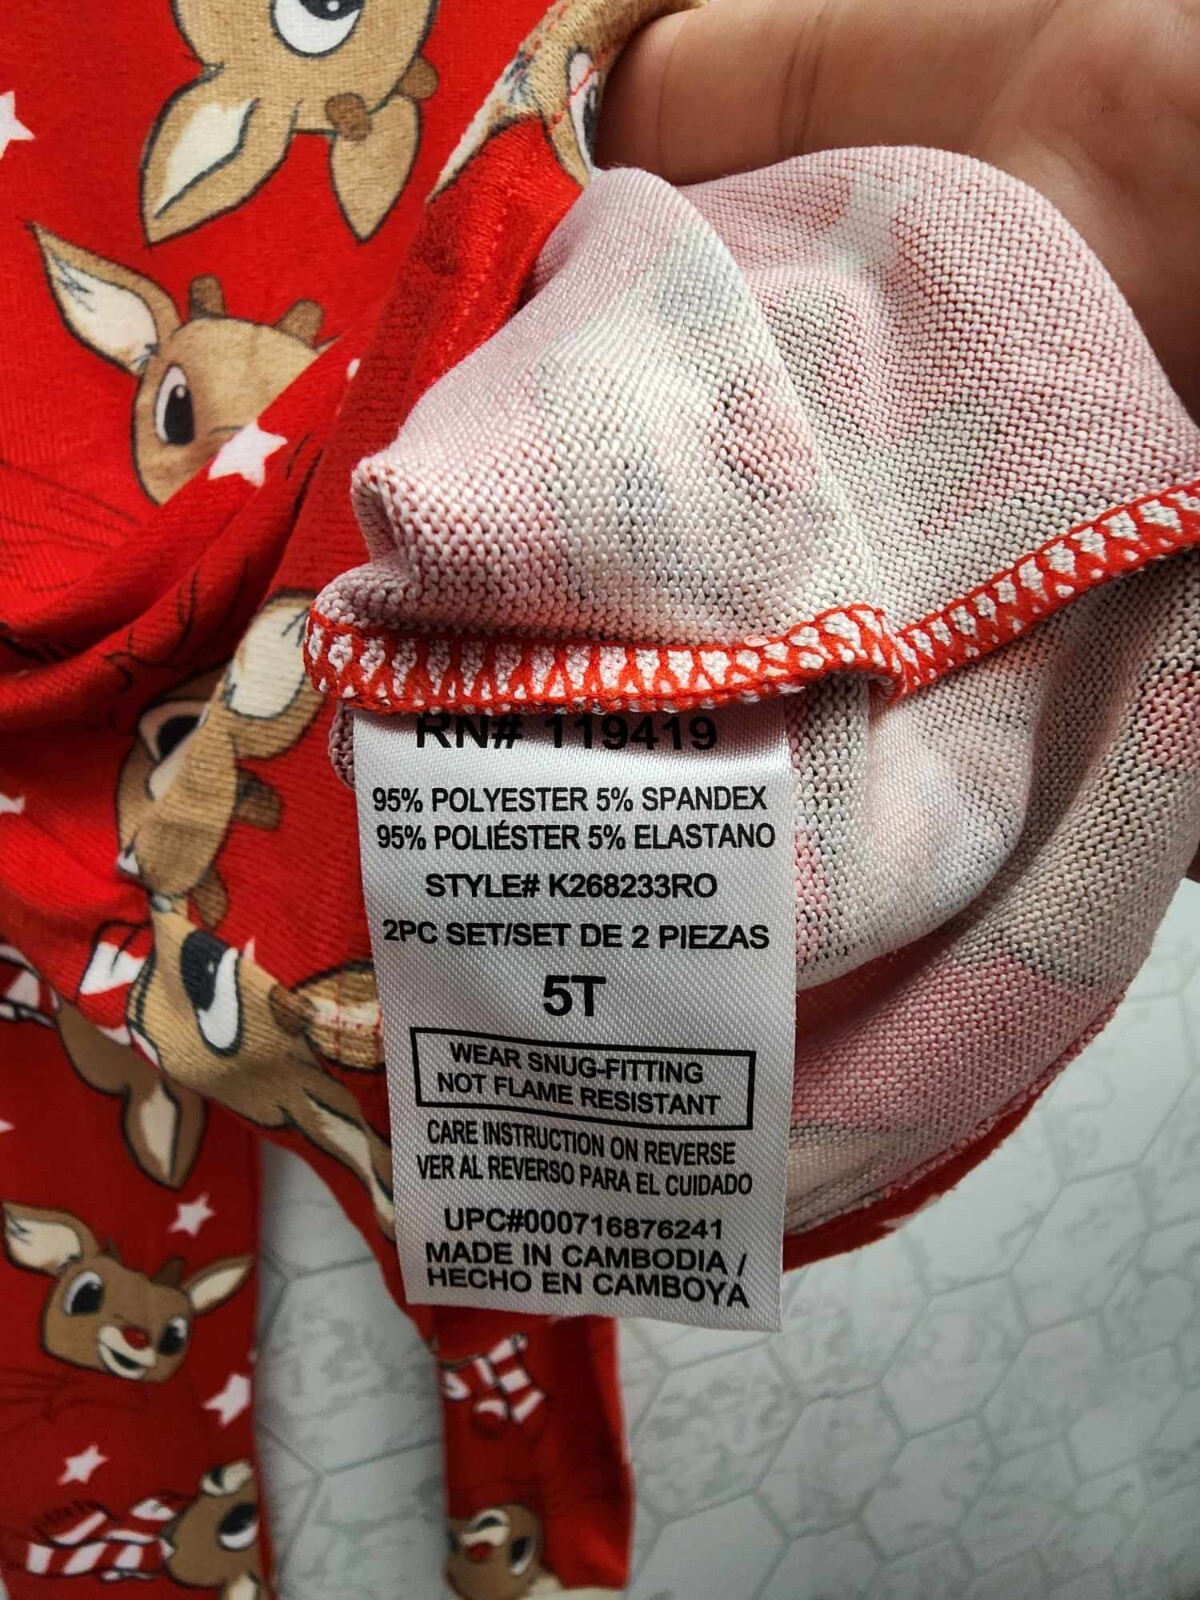 RN# 119419
95% POLYESTER 5% SPANDEX
95% POLIÉSTER 5% ELASTANO
STYLE# K268233RO
2PC SET/SET DE 2 PIEZAS
5T
WEAR SNUG-FITTING
NOT FLAME RESISTANT
CARE INSTRUCTION ON REVERSE
VER AL REVERSO PARA EL CUIDADO
UPC#000716876241
MADE IN CAMBODIA /
HECHO EN CAMBOYA